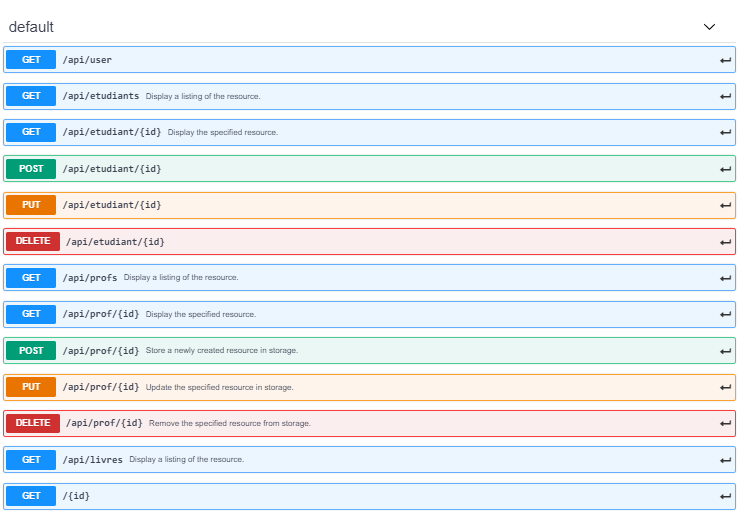 default
GET /api/user
GET /api/etudiants Display a listing of the resource.
GET /api/etudiant/{id} Display the specified resource.
POST /api/etudiant/{id}
PUT /api/etudiant/{id}
DELETE /api/etudiant/{id}
GET /api/profs Display a listing of the resource.
GET /api/prof/{id} Display the specified resource.
POST /api/prof/{id} Store a newly created resource in storage.
PUT /api/prof/{id} Update the specified resource in storage.
DELETE /api/prof/{id} Remove the specified resource from storage.
GET /api/livres Display a listing of the resource.
GET /{id}